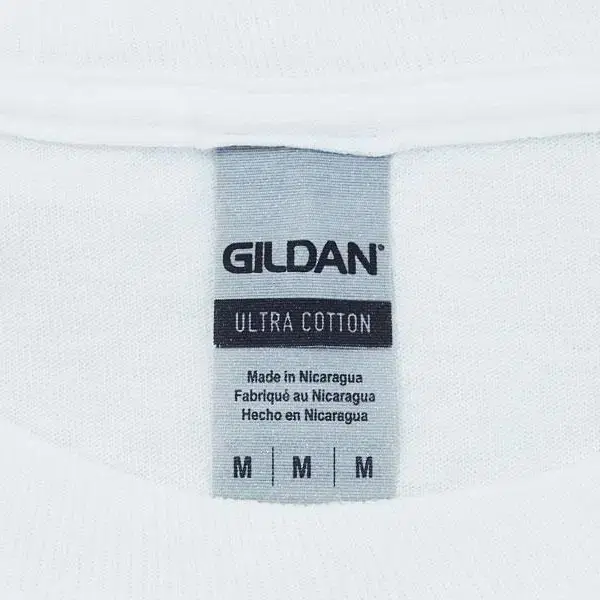 GILDAN®
ULTRA COTTON
Made in Nicaragua
Fabriqué au Nicaragua
Hecho en Nicaragua
M | M | M